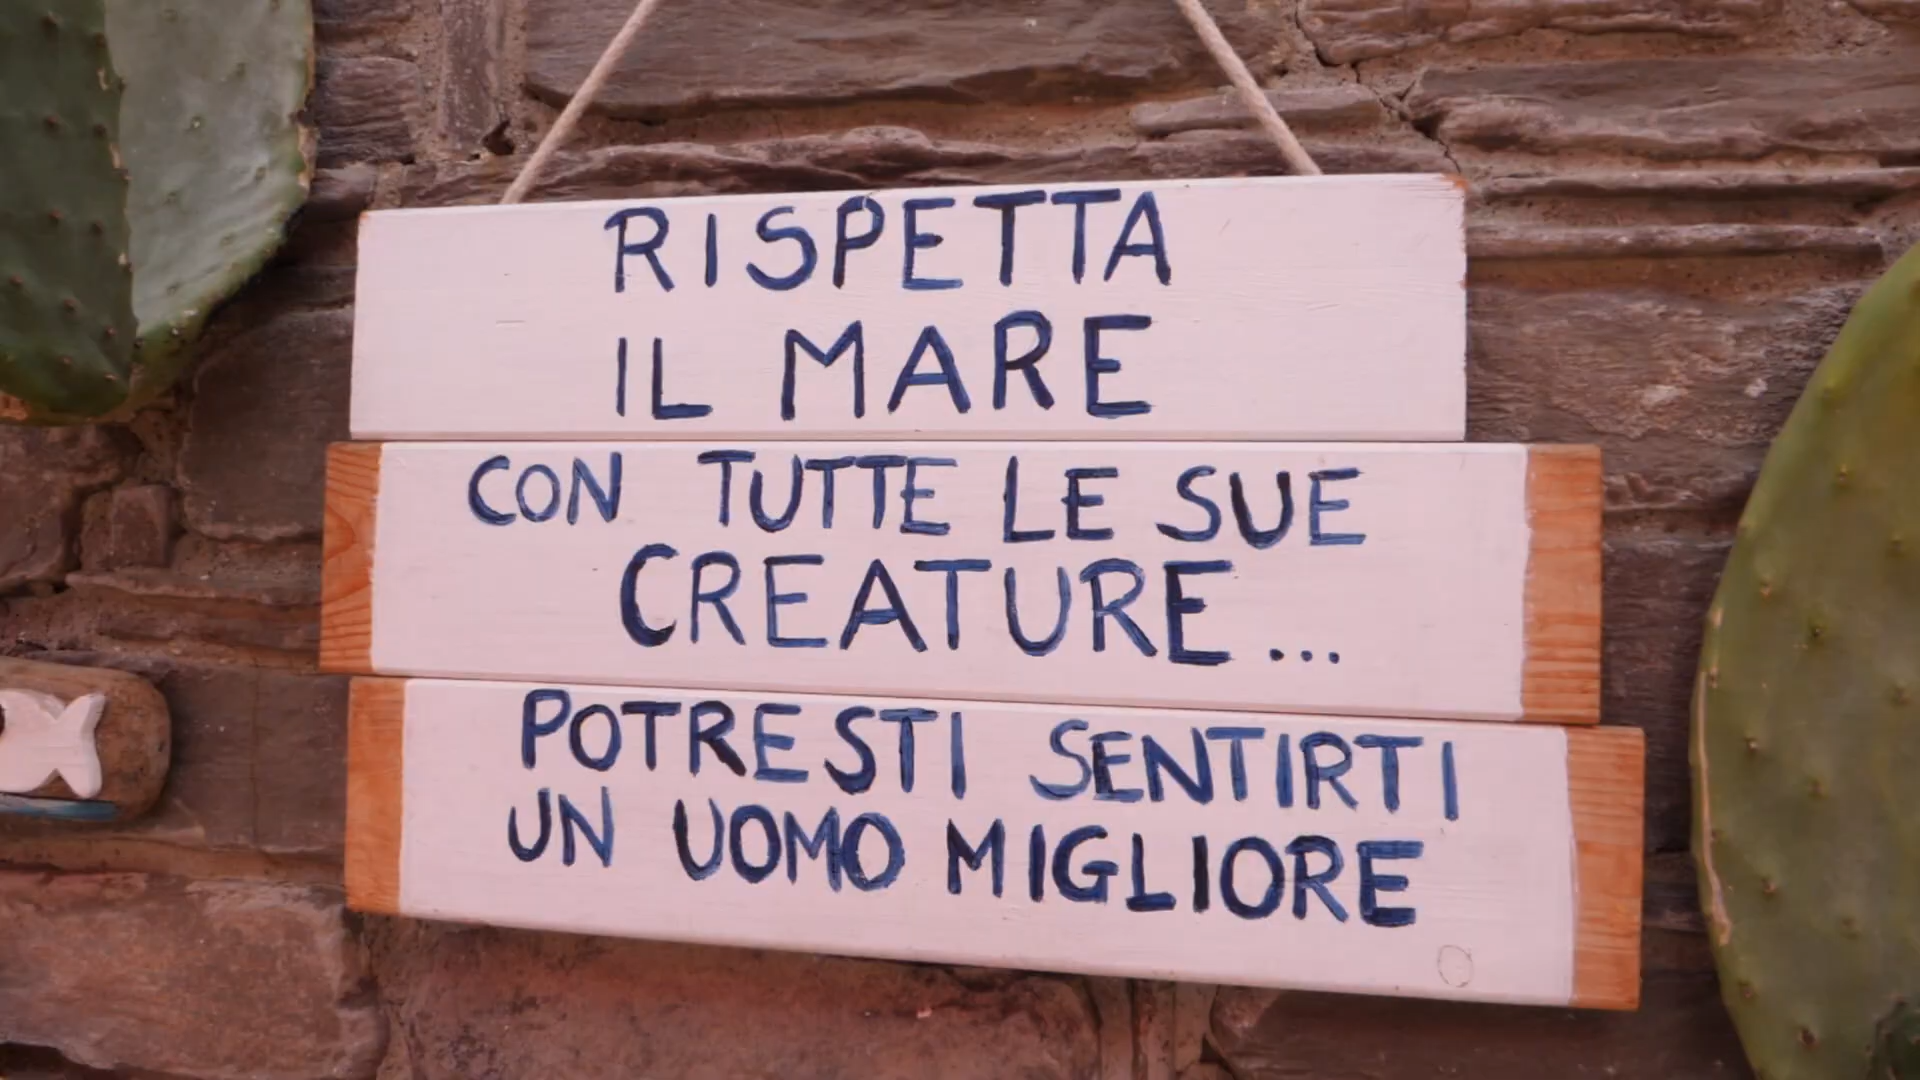 RISPETTA
IL MARE
CON TUTTE LE SUE
CREATURE...
POTRESTI SENTIRTI
UN UOMO MIGLIORE